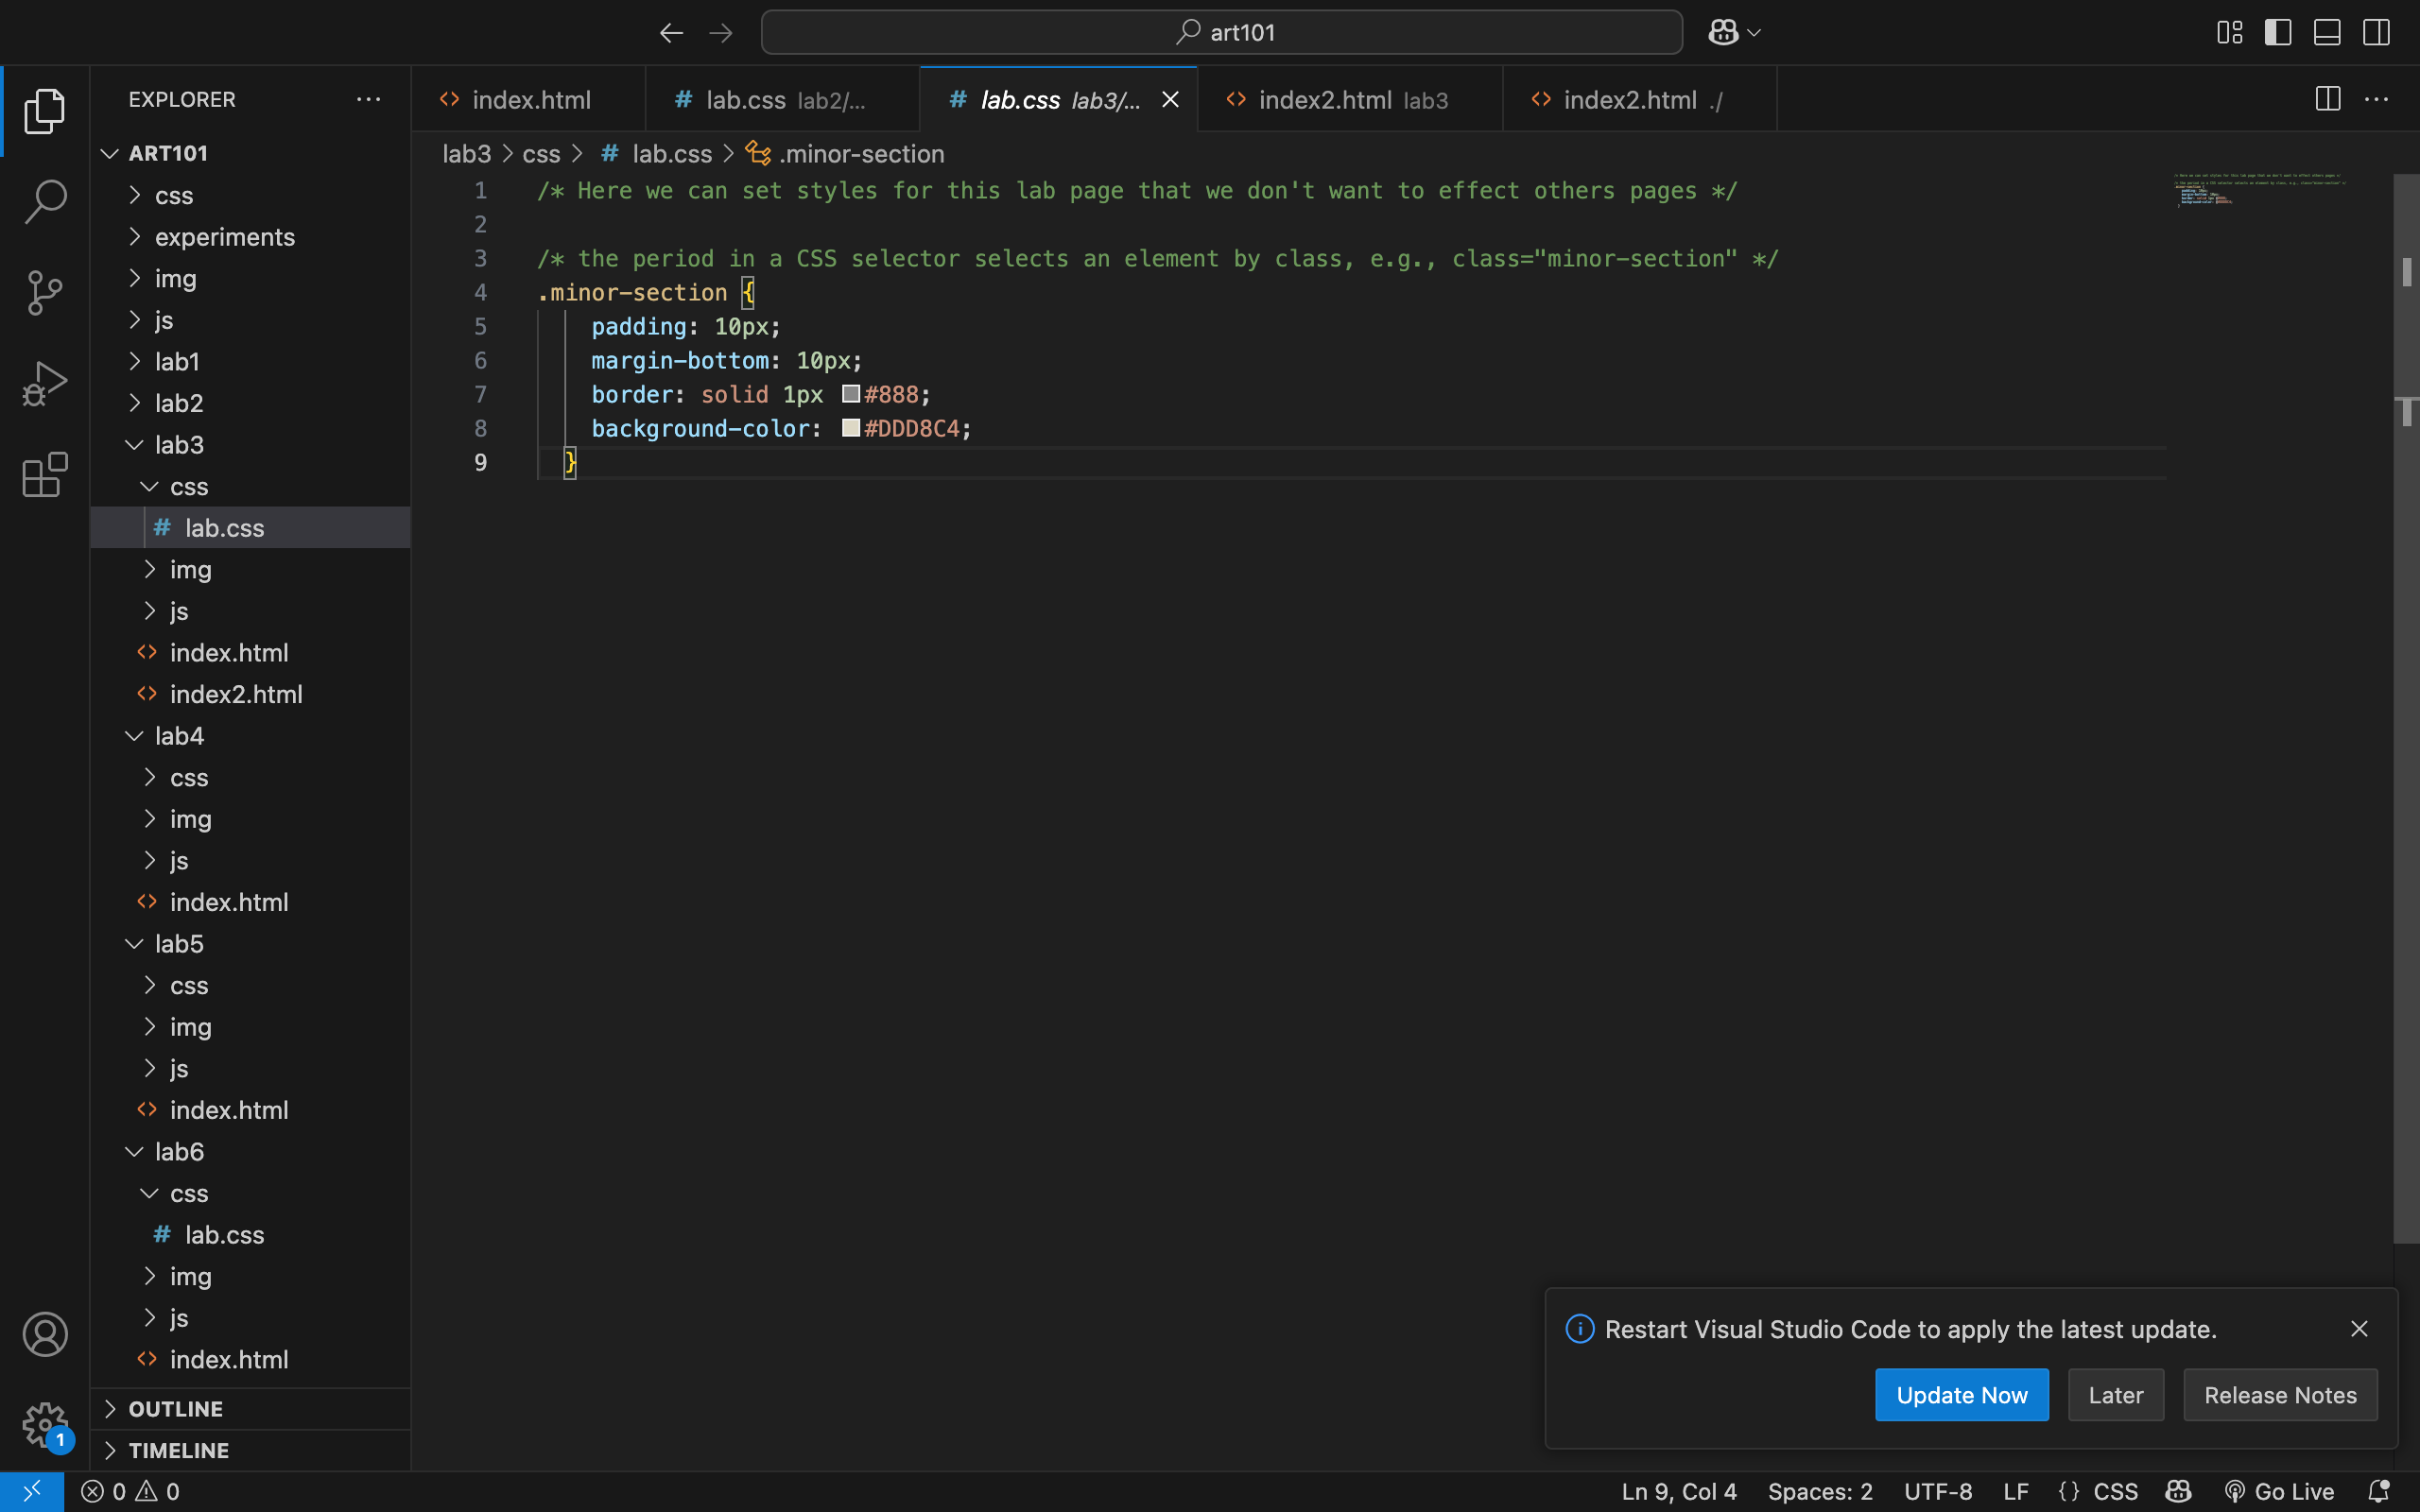 art101
EXPLORER
index.html
lab.css lab2/...
lab.css lab3/...
index2.html lab3
index2.html ./
ART101
css
experiments
img
js
lab1
lab2
lab3
css
lab.css
img
js
index.html
index2.html
lab4
css
img
js
index.html
lab5
css
img
js
index.html
lab6
css
lab.css
img
js
index.html
OUTLINE
TIMELINE
1
lab3 > css > # lab.css > .minor-section
1 /* Here we can set styles for this lab page that we don't want to effect others pages */
2
3 /* the period in a CSS selector selects an element by class, e.g., class="minor-section" */
4 .minor-section {
5 padding: 10px;
6 margin-bottom: 10px;
7 border: solid 1px #888;
8 background-color: #DDD8C4;
9 }
Restart Visual Studio Code to apply the latest update.
Update Now Later Release Notes
0 0 Ln 9, Col 4 Spaces: 2 UTF-8 LF {} CSS Go Live